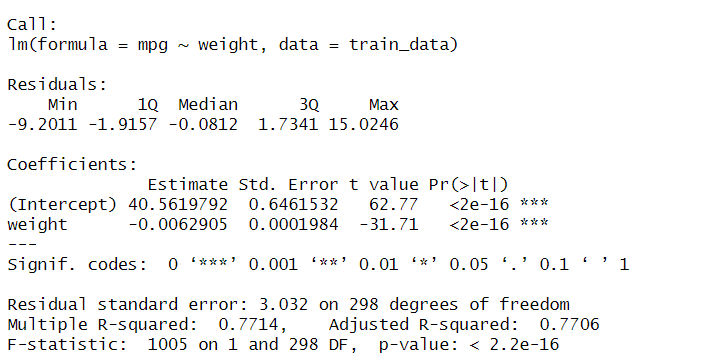 Call:
lm(formula = mpg ~ weight, data = train_data)
Residuals:
    Min      1Q  Median      3Q     Max
-9.2011 -1.9157 -0.0812  1.7341 15.0246
Coefficients:
              Estimate Std. Error t value Pr(>|t|)
(Intercept) 40.5619792  0.6461532   62.77   <2e-16 ***
weight      -0.0062905  0.0001984  -31.71   <2e-16 ***
---
Signif. codes:  0 ‘***’ 0.001 ‘**’ 0.01 ‘*’ 0.05 ‘.’ 0.1 ‘ ’ 1
Residual standard error: 3.032 on 298 degrees of freedom
Multiple R-squared:  0.7714,    Adjusted R-squared:  0.7706
F-statistic:  1005 on 1 and 298 DF,  p-value: < 2.2e-16